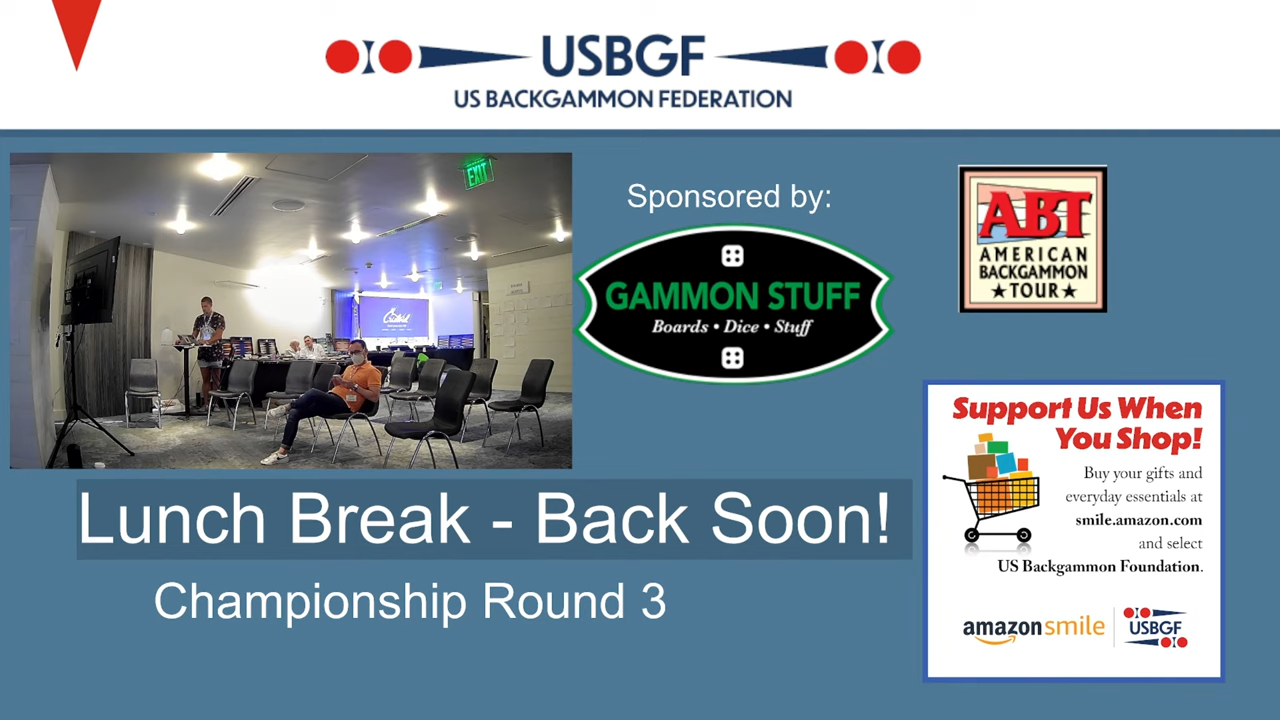 USBGF
US BACKGAMMON FEDERATION
EXIT
Sponsored by:
GAMMON STUFF
Boards • Dice • Stuff
ABT
AMERICAN
BACKGAMMON
★TOUR★
Support Us When
You Shop!
Buy your gifts and
everyday essentials at
smile.amazon.com
and select
US Backgammon Foundation.
amazonsmile
USBGF
Lunch Break - Back Soon!
Championship Round 3